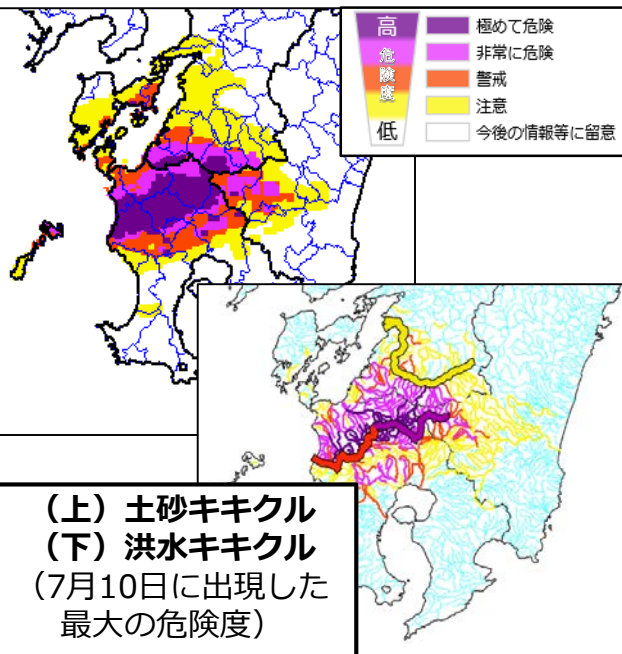 高
危
険
度
低
極めて危険
非常に危険
警戒
注意
今後の情報等に留意
（上）土砂キキクル
（下）洪水キキクル
（7月10日に出現した
最大の危険度）